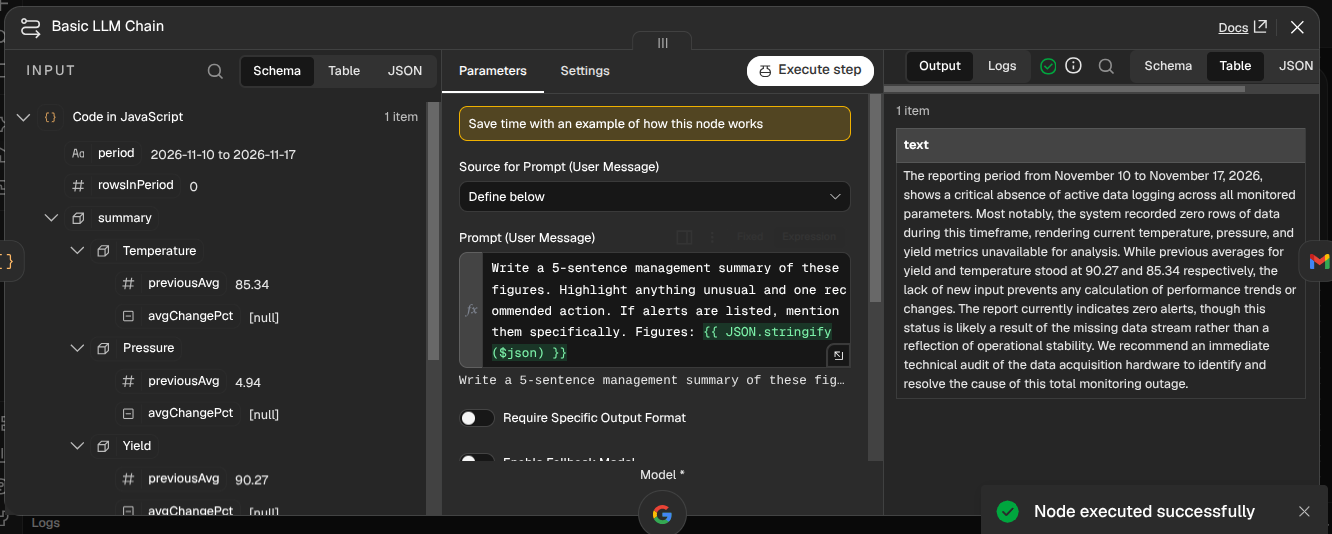 Basic LLM Chain
Docs
INPUT
Schema
Table
JSON
Code in JavaScript
1 item
period
2026-11-10 to 2026-11-17
rowsInPeriod
0
summary
Temperature
previousAvg
85.34
avgChangePct
[null]
Pressure
previousAvg
4.94
avgChangePct
[null]
Yield
previousAvg
90.27
avgChangePct
[null]
Logs
Parameters
Settings
Execute step
Save time with an example of how this node works
Source for Prompt (User Message)
Define below
Prompt (User Message)
Fixed
Expression
fx
Write a 5-sentence management summary of these
figures. Highlight anything unusual and one rec
ommended action. If alerts are listed, mention
them specifically. Figures: {{ JSON.stringify
($json) }}
Write a 5-sentence management summary of these fig…
Require Specific Output Format
Enable Fallback Model
Model *
Output
Logs
Schema
Table
JSON
1 item
text
The reporting period from November 10 to November 17, 2026,
shows a critical absence of active data logging across all monitored
parameters. Most notably, the system recorded zero rows of data
during this timeframe, rendering current temperature, pressure, and
yield metrics unavailable for analysis. While previous averages for
yield and temperature stood at 90.27 and 85.34 respectively, the
lack of new input prevents any calculation of performance trends or
changes. The report currently indicates zero alerts, though this
status is likely a result of the missing data stream rather than a
reflection of operational stability. We recommend an immediate
technical audit of the data acquisition hardware to identify and
resolve the cause of this total monitoring outage.
Node executed successfully